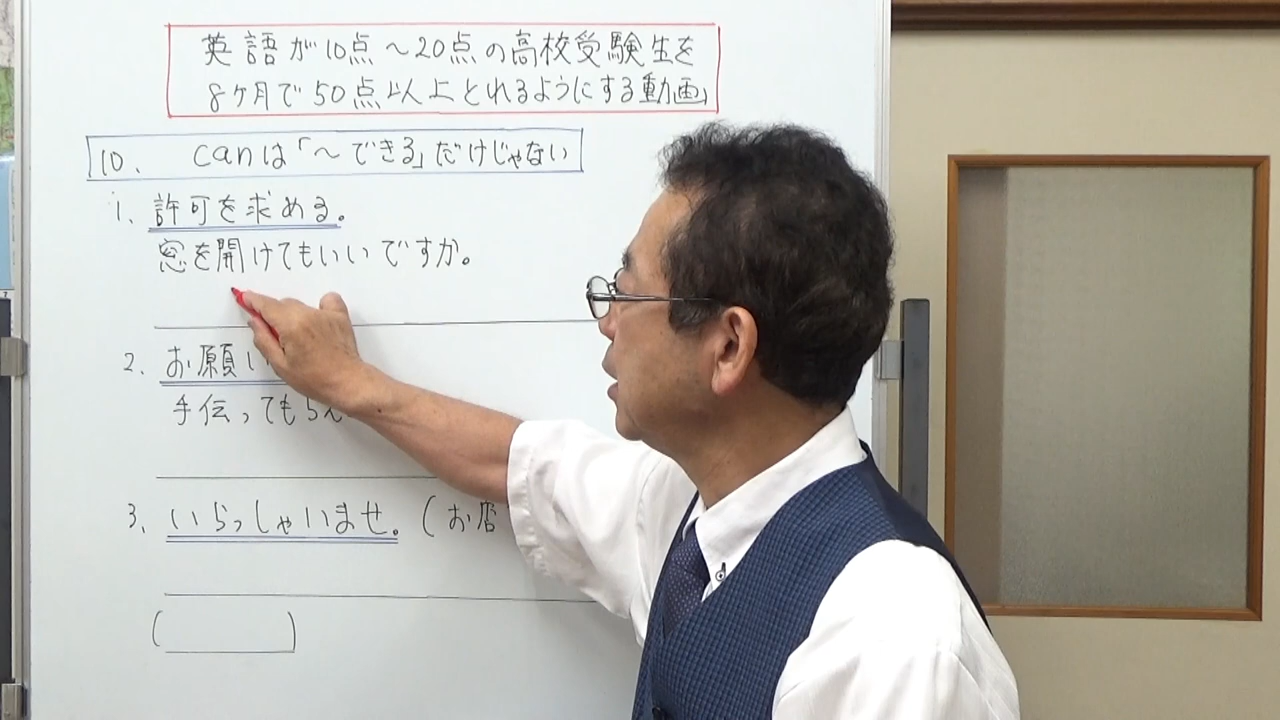 英語が10点～20点の高校受験生を
8ヶ月で50点以上とれるようにする動画」
10. canは「～できる」だけじゃない
1、許可を求める。
窓を開けてもいいですか。
2、お願い
手伝ってもらえ
3、いらっしゃいませ。(お店
( )